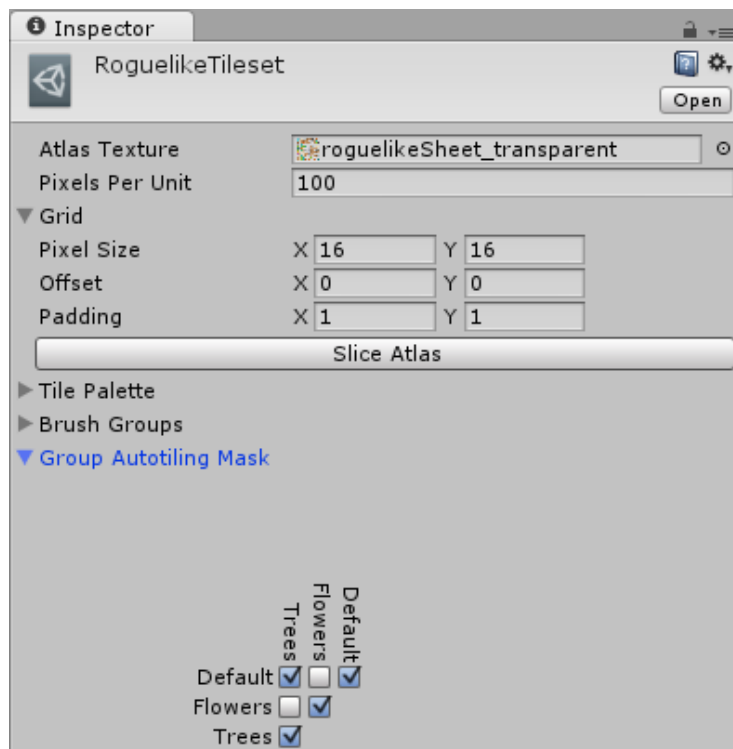 Inspector
RoguelikeTileset
Open
Atlas Texture roguelikeSheet_transparent
Pixels Per Unit 100
Grid
Pixel Size X 16 Y 16
Offset X 0 Y 0
Padding X 1 Y 1
Slice Atlas
Tile Palette
Brush Groups
Group Autotiling Mask
Trees
Flowers
Default
Default
Flowers
Trees